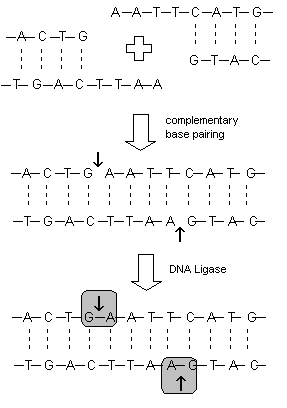 A-A-T-T-C-A-T-G-
-A-C-T-G
G-T-A-C-
-T-G-A-C-T-T-A-A
complementary
base pairing
-A-C-T-G A-A-T-T-C-A-T-G-
-T-G-A-C-T-T-A-A G-T-A-C-
DNA Ligase
-A-C-T-G-A-A-T-T-C-A-T-G-
-T-G-A-C-T-T-A-A-G-T-A-C-